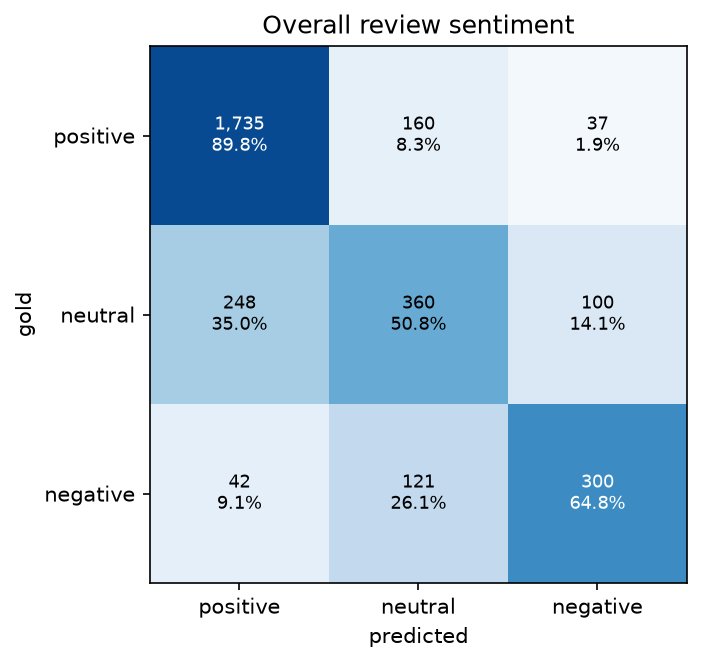 Overall review sentiment
gold
positive
1,735
89.8%
160
8.3%
37
1.9%
neutral
248
35.0%
360
50.8%
100
14.1%
negative
42
9.1%
121
26.1%
300
64.8%
positive
neutral
negative
predicted